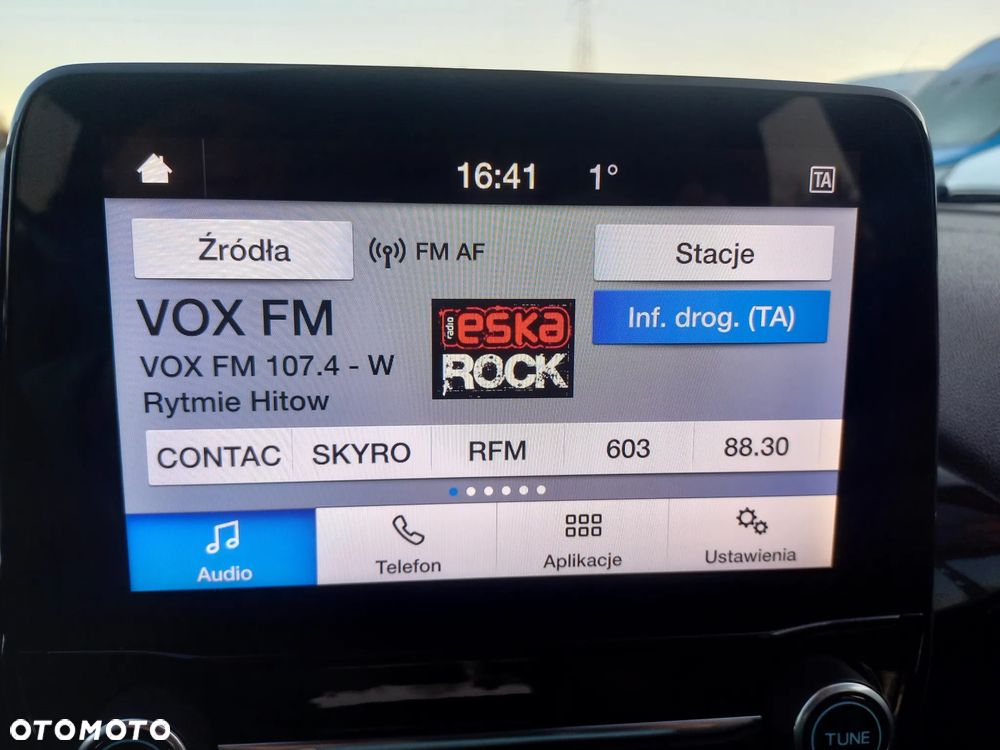 16:41 1° TA
Źródła FM AF Stacje
VOX FM
Inf. drog. (TA)
VOX FM 107.4 - W
Rytmie Hitow
radio eska
ROCK
CONTAC SKYRO RFM 603 88.30
Audio Telefon Aplikacje Ustawienia
OTOMOTO
TUNE